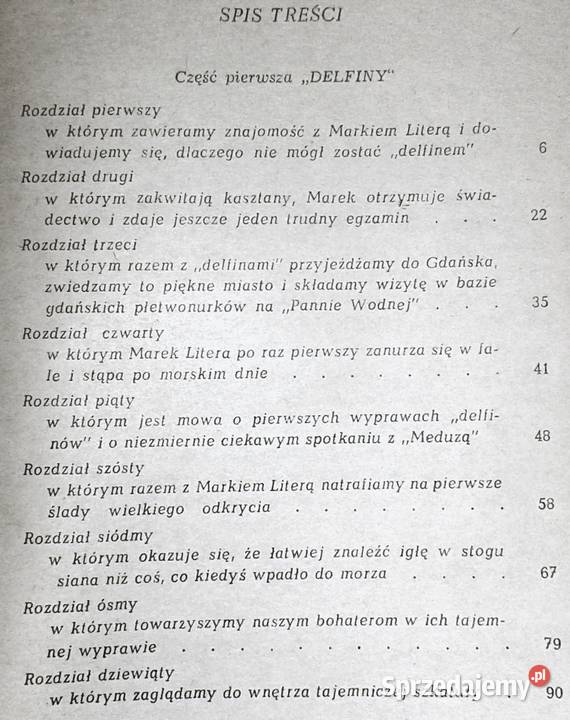 SPIS TREŚCI
Część pierwsza „DELFINY"
Rozdział pierwszy
w którym zawieramy znajomość z Markiem Literą i do-
wiadujemy się, dlaczego nie mógł zostać „delfinem" 6
Rozdział drugi
w którym zakwitają kasztany, Marek otrzymuje świa-
dectwo i zdaje jeszcze jeden trudny egzamin . . . 22
Rozdział trzeci
w którym razem z „delfinami" przyjeżdżamy do Gdańska,
zwiedzamy to piękne miasto i składamy wizytę w bazie
gdańskich płetwonurków na „Pannie Wodnej" . . . 35
Rozdział czwarty
w którym Marek Litera po raz pierwszy zanurza się w fa-
le i stąpa po morskim dnie . . . . . . . 41
Rozdział piąty
w którym jest mowa o pierwszych wyprawach „delfi-
nów" i o niezmiernie ciekawym spotkaniu z „Meduzą" 48
Rozdział szósty
w którym razem z Markiem Literą natrafiamy na pierwsze
ślady wielkiego odkrycia . . . . . . . 58
Rozdział siódmy
w którym okazuje się, że łatwiej znaleźć igłę w stogu
siana niż coś, co kiedyś wpadło do morza . . . . 67
Rozdział ósmy
w którym towarzyszymy naszym bohaterom w ich tajem-
nej wyprawie . . . . . . . . . . . 79
Rozdział dziewiąty
w którym zaglądamy do wnętrza tajemniczej szkatuły . 90
Sprzedajemy.pl